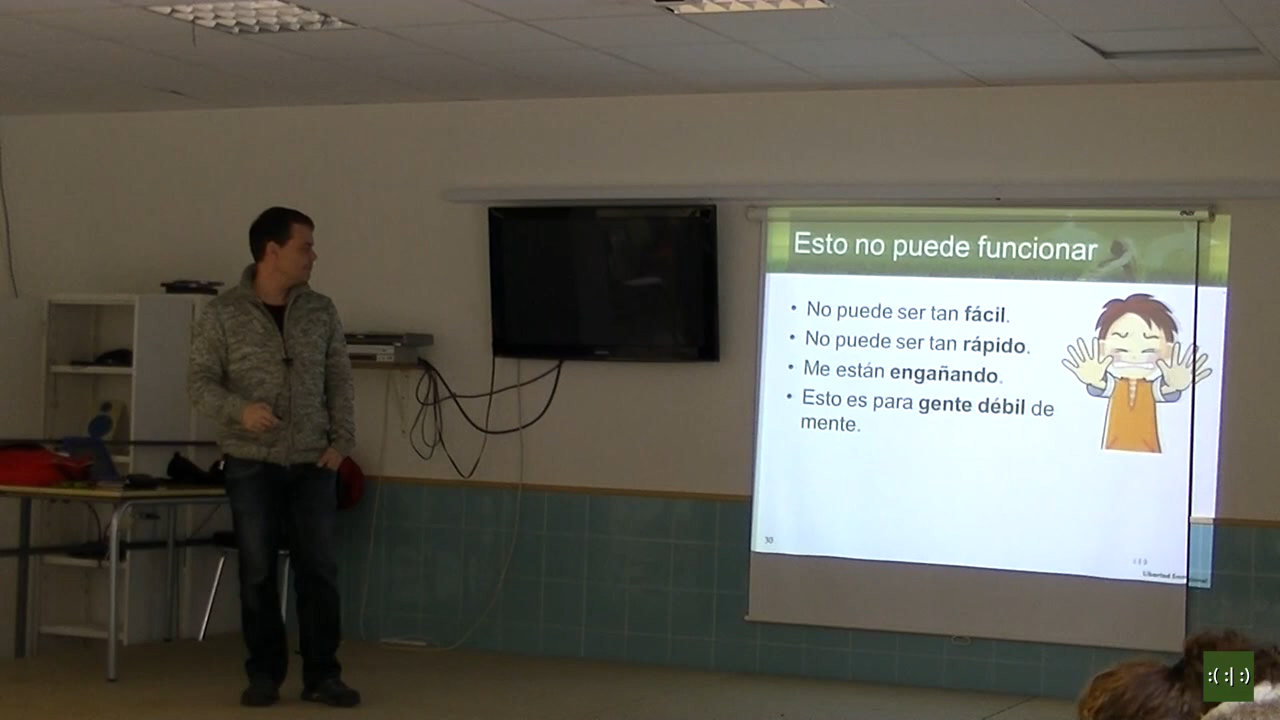 Esto no puede funcionar
• No puede ser tan fácil.
• No puede ser tan rápido.
• Me están engañando.
• Esto es para gente débil de
mente.
30
Libertad
:( :| :)